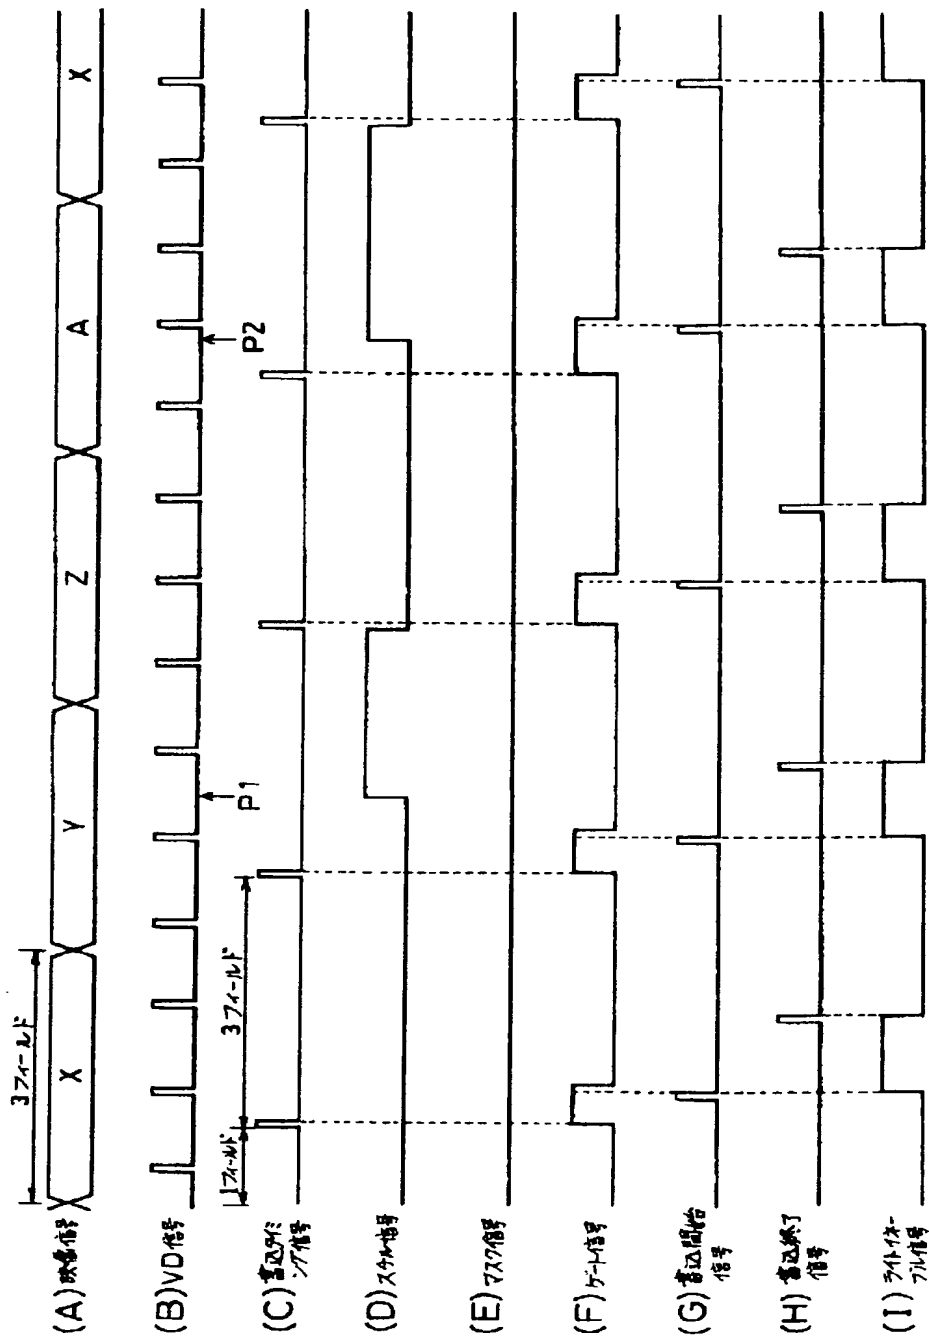 (A) 映像信号
3フィールド
X
Y
Z
A
X
(B) VD信号
P1
P2
(C) 書込タイミ
ング信号
1フィールド
3フィールド
(D) スチル信号
(E) マスク信号
(F) ゲート信号
(G) 書込開始
信号
(H) 書込終了
信号
(I) ライトイネー
ブル信号